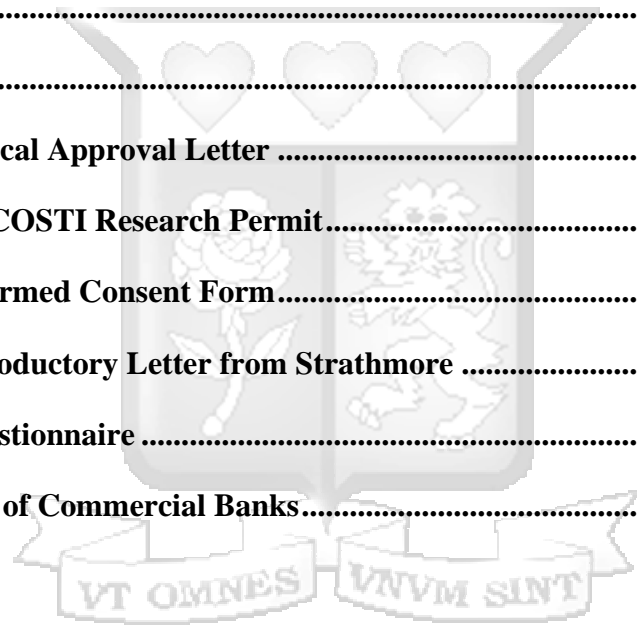 ................................................................................
................................................................................
cal Approval Letter ................................................
COSTI Research Permit..........................................
ormed Consent Form................................................
oductory Letter from Strathmore ..........................
stionnaire ..............................................................
of Commercial Banks..............................................
VT OMNES VNVM SINT